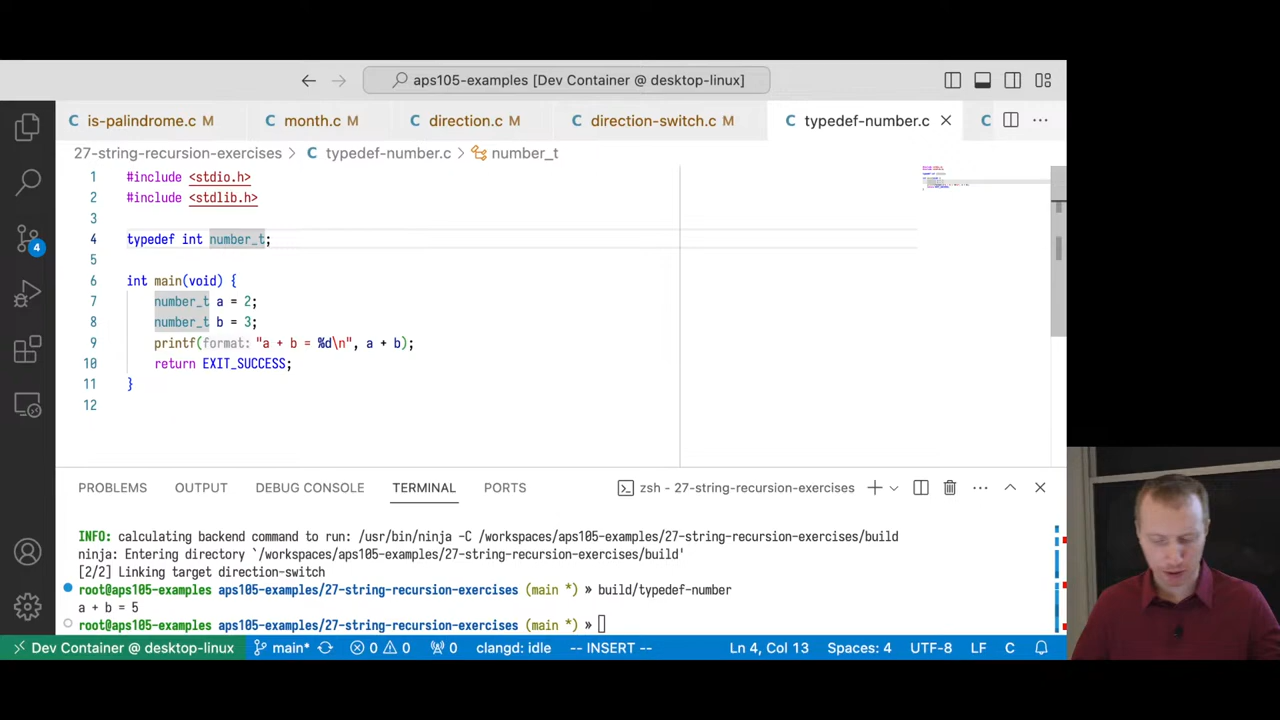 aps105-examples [Dev Container @ desktop-linux]
C is-palindrome.c M C month.c M C direction.c M C direction-switch.c M C typedef-number.c C
27-string-recursion-exercises > C typedef-number.c > number_t
1 #include <stdio.h>
2 #include <stdlib.h>
3
4 typedef int number_t;
5
6 int main(void) {
7 number_t a = 2;
8 number_t b = 3;
9 printf(format: "a + b = %d\n", a + b);
10 return EXIT_SUCCESS;
11 }
12
4
PROBLEMS OUTPUT DEBUG CONSOLE TERMINAL PORTS zsh - 27-string-recursion-exercises
INFO: calculating backend command to run: /usr/bin/ninja -C /workspaces/aps105-examples/27-string-recursion-exercises/build
ninja: Entering directory `/workspaces/aps105-examples/27-string-recursion-exercises/build'
[2/2] Linking target direction-switch
root@aps105-examples aps105-examples/27-string-recursion-exercises (main *) » build/typedef-number
a + b = 5
root@aps105-examples aps105-examples/27-string-recursion-exercises (main *) »
Dev Container @ desktop-linux main* 0 0 0 clangd: idle -- INSERT -- Ln 4, Col 13 Spaces: 4 UTF-8 LF C